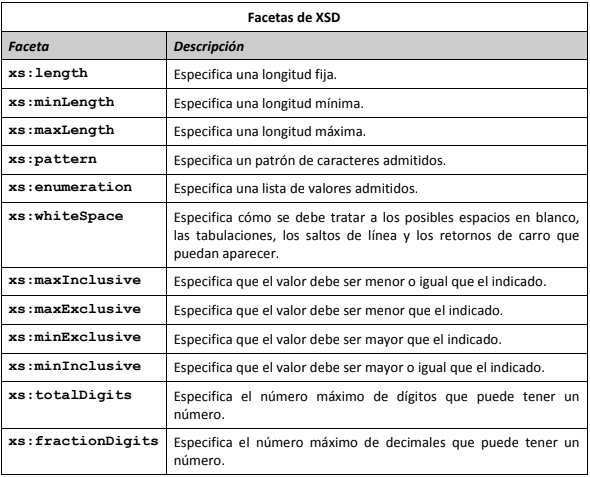 Facetas de XSD
Faceta Descripción
xs:length Especifica una longitud fija.
xs:minLength Especifica una longitud mínima.
xs:maxLength Especifica una longitud máxima.
xs:pattern Especifica un patrón de caracteres admitidos.
xs:enumeration Especifica una lista de valores admitidos.
xs:whiteSpace Especifica cómo se debe tratar a los posibles espacios en blanco,
las tabulaciones, los saltos de línea y los retornos de carro que
puedan aparecer.
xs:maxInclusive Especifica que el valor debe ser menor o igual que el indicado.
xs:maxExclusive Especifica que el valor debe ser menor que el indicado.
xs:minExclusive Especifica que el valor debe ser mayor que el indicado.
xs:minInclusive Especifica que el valor debe ser mayor o igual que el indicado.
xs:totalDigits Especifica el número máximo de dígitos que puede tener un
número.
xs:fractionDigits Especifica el número máximo de decimales que puede tener un
número.